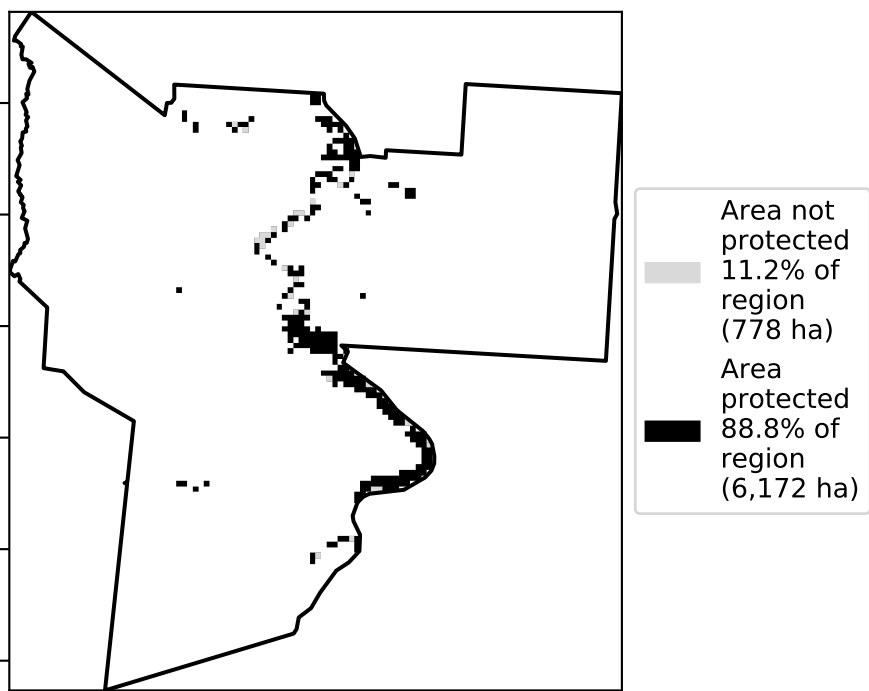 Area not
protected
11.2% of
region
(778 ha)
Area
protected
88.8% of
region
(6,172 ha)